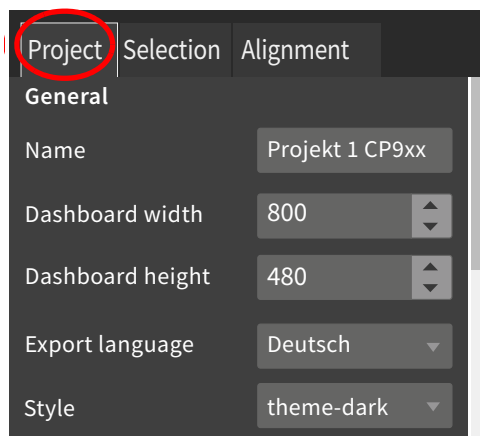 Project Selection Alignment
General
Name Projekt 1 CP9xx
Dashboard width 800
Dashboard height 480
Export language Deutsch
Style theme-dark